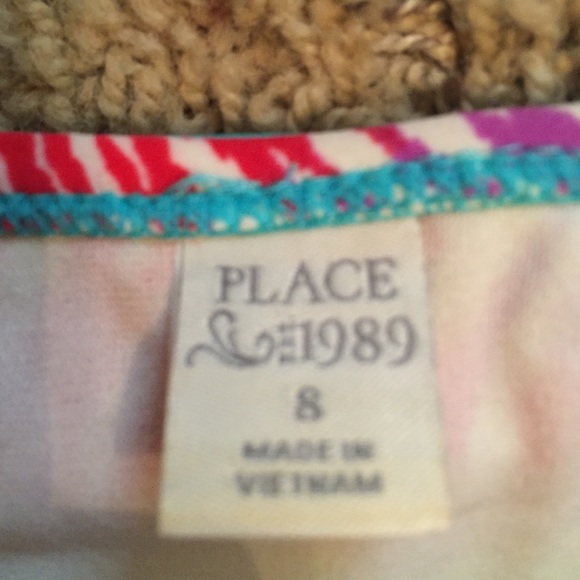 PLACE
EST. 1989
8
MADE IN
VIETNAM